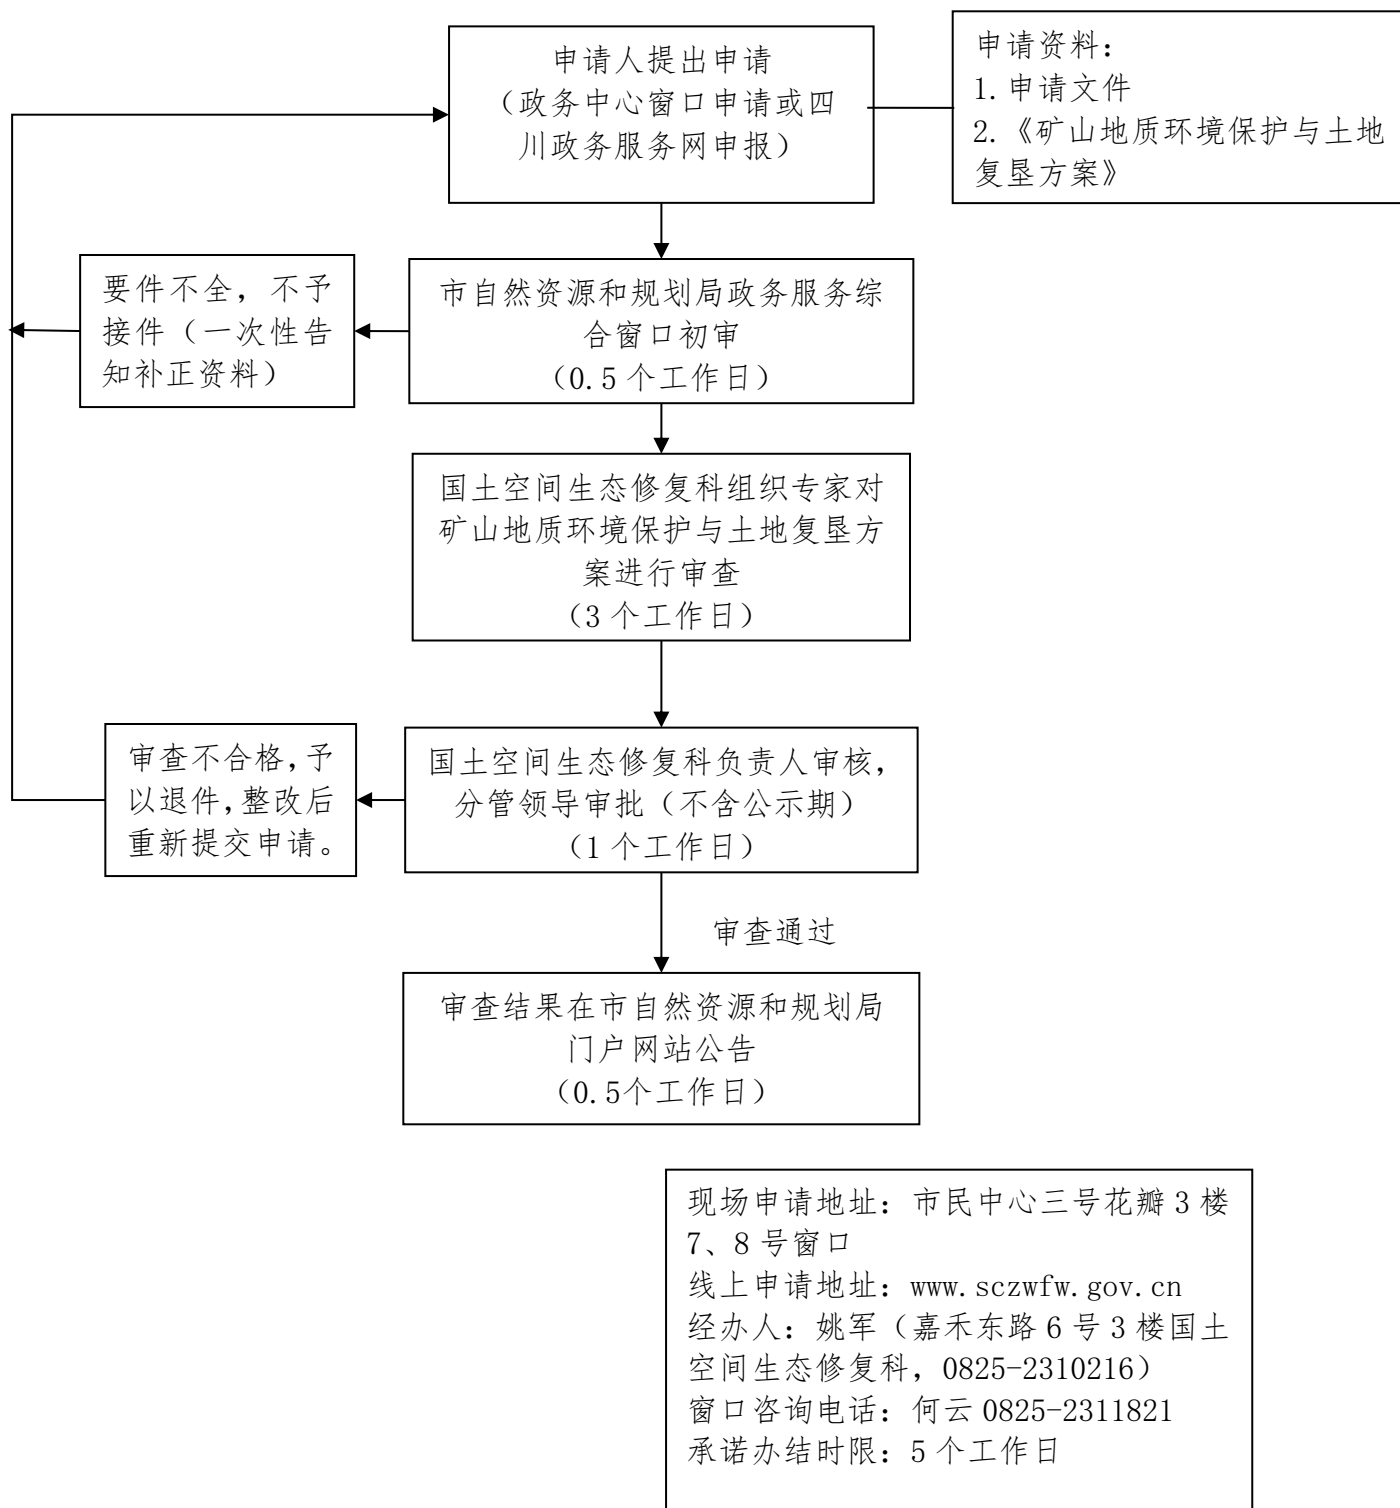 申请人提出申请
（政务中心窗口申请或四
川政务服务网申报）
申请资料：
1.申请文件
2.《矿山地质环境保护与土地
复垦方案》
要件不全，不予
接件（一次性告
知补正资料）
市自然资源和规划局政务服务综
合窗口初审
（0.5 个工作日）
国土空间生态修复科组织专家对
矿山地质环境保护与土地复垦方
案进行审查
（3 个工作日）
审查不合格，予
以退件，整改后
重新提交申请。
国土空间生态修复科负责人审核，
分管领导审批（不含公示期）
（1 个工作日）
审查通过
审查结果在市自然资源和规划局
门户网站公告
（0.5个工作日）
现场申请地址：市民中心三号花瓣 3 楼
7、8 号窗口
线上申请地址：www.sczwfw.gov.cn
经办人：姚军（嘉禾东路 6 号 3 楼国土
空间生态修复科，0825-2310216）
窗口咨询电话：何云 0825-2311821
承诺办结时限：5 个工作日